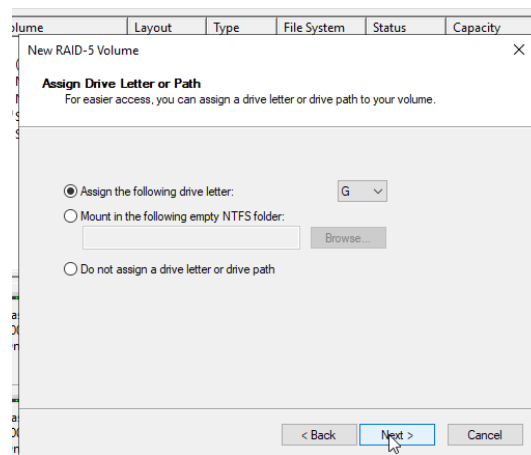 Layout Type File System Status Capacity
New RAID-5 Volume
Assign Drive Letter or Path
For easier access, you can assign a drive letter or drive path to your volume.
Assign the following drive letter: G
Mount in the following empty NTFS folder:
Browse...
Do not assign a drive letter or drive path
< Back Next > Cancel